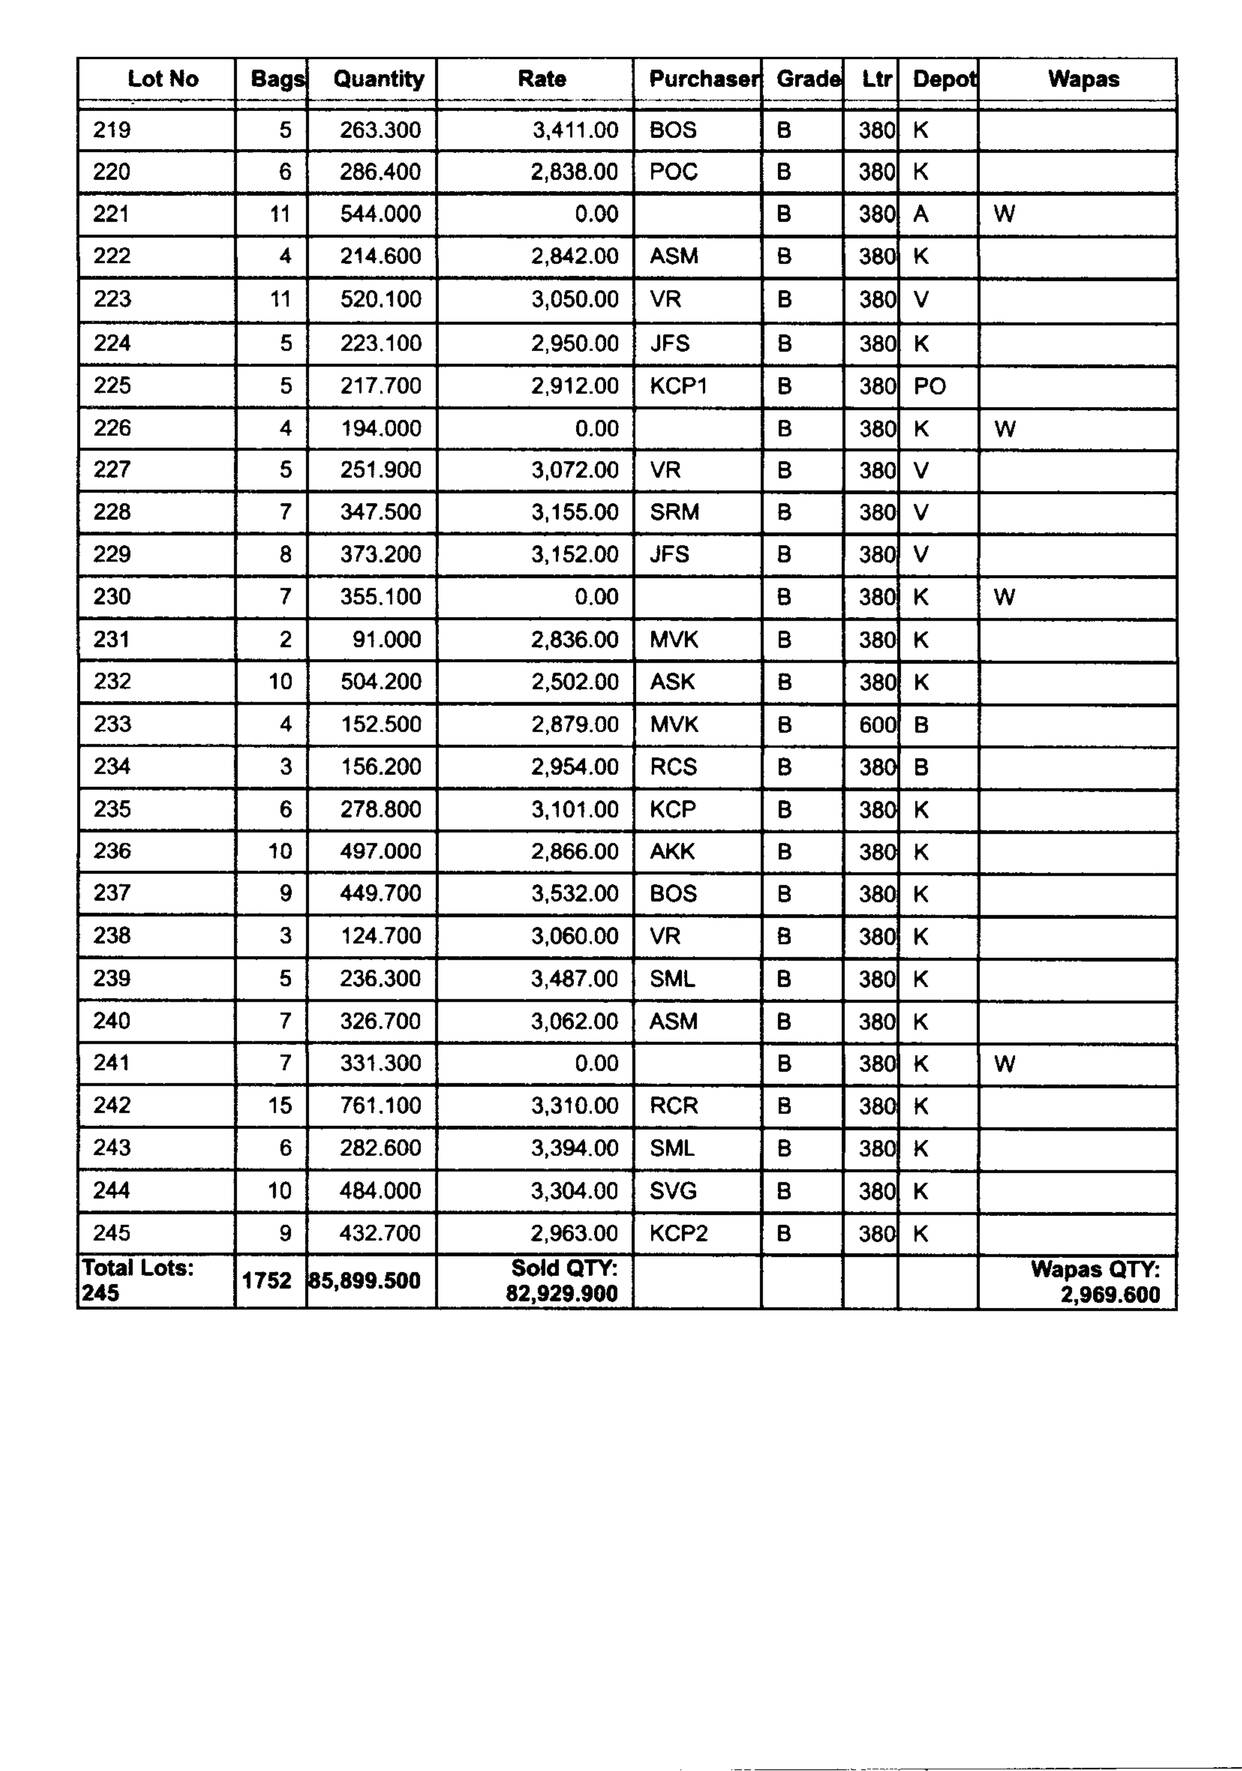 Lot No Bags Quantity Rate Purchaser Grade Ltr Depot Wapas
219 5 263.300 3,411.00 BOS B 380 K
220 6 286.400 2,838.00 POC B 380 K
221 11 544.000 0.00 B 380 A W
222 4 214.600 2,842.00 ASM B 380 K
223 11 520.100 3,050.00 VR B 380 V
224 5 223.100 2,950.00 JFS B 380 K
225 5 217.700 2,912.00 KCP1 B 380 PO
226 4 194.000 0.00 B 380 K W
227 5 251.900 3,072.00 VR B 380 V
228 7 347.500 3,155.00 SRM B 380 V
229 8 373.200 3,152.00 JFS B 380 V
230 7 355.100 0.00 B 380 K W
231 2 91.000 2,836.00 MVK B 380 K
232 10 504.200 2,502.00 ASK B 380 K
233 4 152.500 2,879.00 MVK B 600 B
234 3 156.200 2,954.00 RCS B 380 B
235 6 278.800 3,101.00 KCP B 380 K
236 10 497.000 2,866.00 AKK B 380 K
237 9 449.700 3,532.00 BOS B 380 K
238 3 124.700 3,060.00 VR B 380 K
239 5 236.300 3,487.00 SML B 380 K
240 7 326.700 3,062.00 ASM B 380 K
241 7 331.300 0.00 B 380 K W
242 15 761.100 3,310.00 RCR B 380 K
243 6 282.600 3,394.00 SML B 380 K
244 10 484.000 3,304.00 SVG B 380 K
245 9 432.700 2,963.00 KCP2 B 380 K
Total Lots: 1752 85,899.500 Sold QTY: Wapas QTY:
245 82,929.900 2,969.600